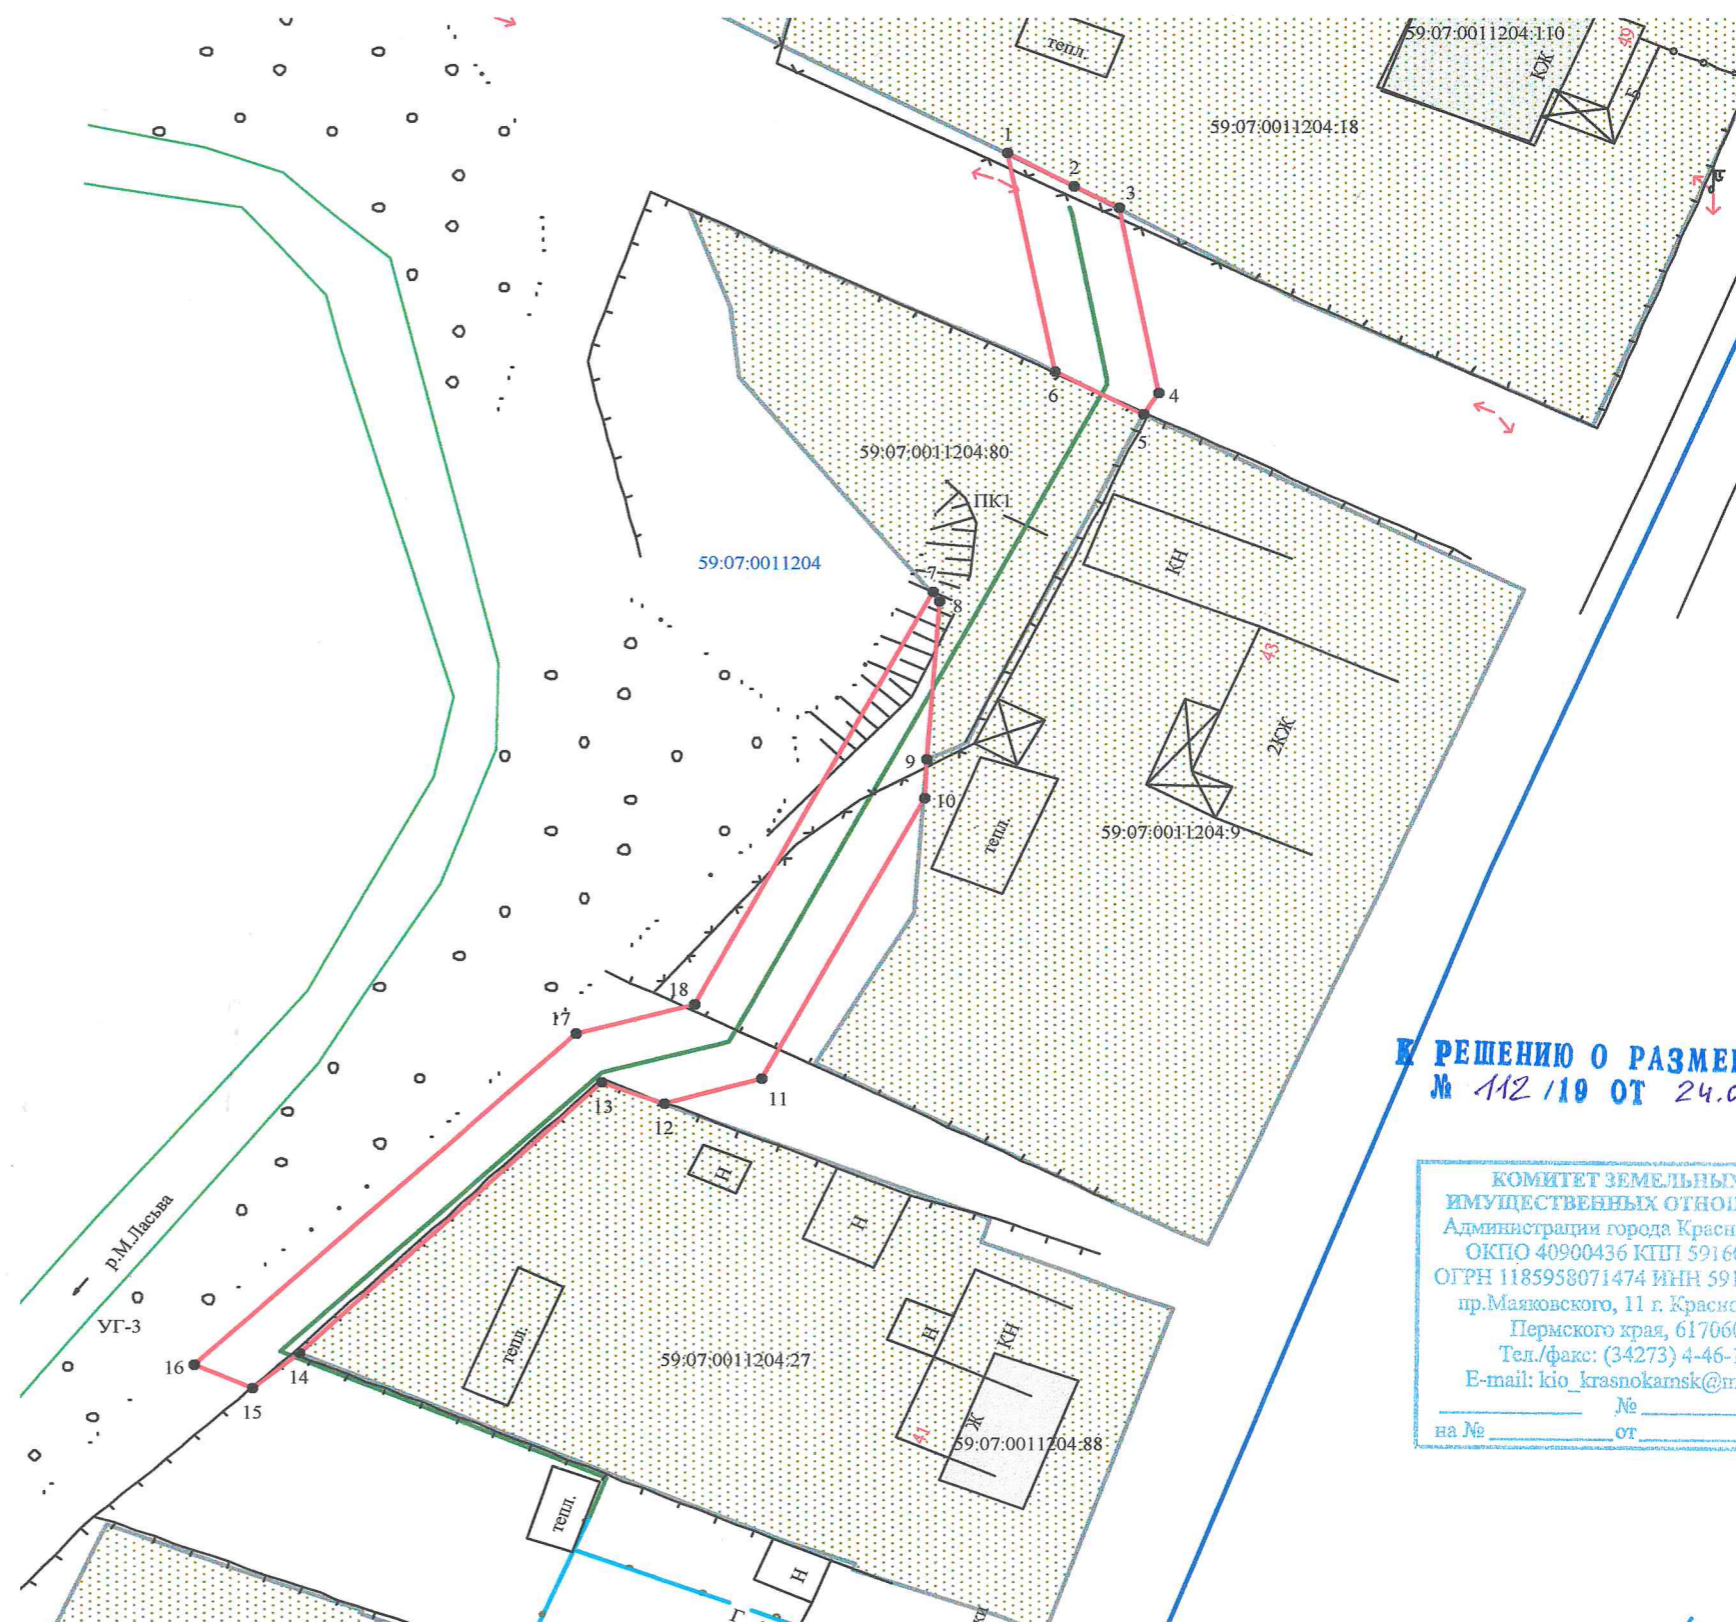 59:07:0011204:110
49
КЖ
Б
тепл.
59:07:0011204:18
1
2
3
4
5
6
59:07:0011204:80
ПК1
59:07:0011204
7
8
КН
43
2КЖ
9
10
тепл.
59:07:0011204:9
18
17
11
13
12
К РЕШЕНИЮ О РАЗМЕ
№ 112/19 ОТ 24.0
Н
Н
КОМИТЕТ ЗЕМЕЛЬНЫ
ИМУЩЕСТВЕННЫХ ОТНО
Администрации города Красн
ОКПО 40900436 КПП 5916
ОГРН 1185958071474 ИНН 591
пр.Маяковского, 11 г. Красно
Пермского края, 61706
Тел./факс: (34273) 4-46-
E-mail: kio_krasnokamsk@m
№
на № от
р.М.Ласьва
УГ-3
16
15
14
тепл.
59:07:0011204:27
Н
КН
41
Ж
59:07:0011204:88
тепл.
Н
Г